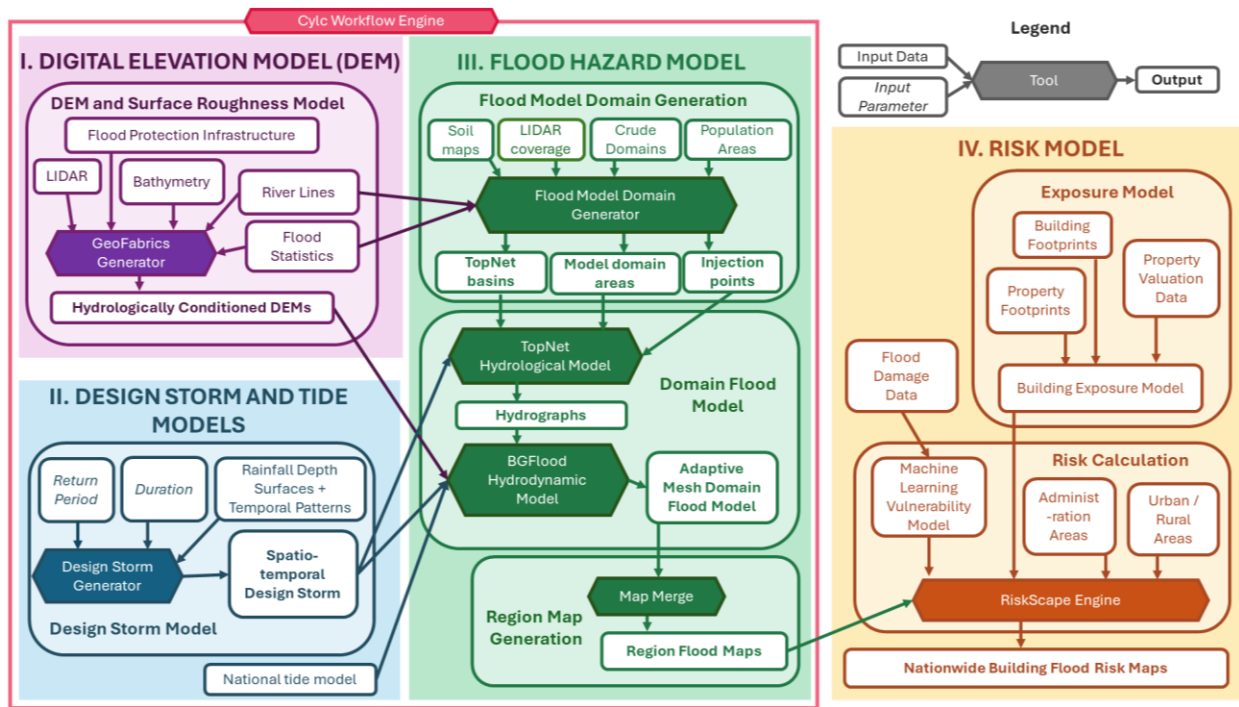 Cylc Workflow Engine
I. DIGITAL ELEVATION MODEL (DEM)
DEM and Surface Roughness Model
Flood Protection Infrastructure
LIDAR
Bathymetry
River Lines
GeoFabrics
Generator
Flood
Statistics
Hydrologically Conditioned DEMs
II. DESIGN STORM AND TIDE
MODELS
Return
Period
Duration
Rainfall Depth
Surfaces +
Temporal Patterns
Design Storm
Generator
Spatio-
temporal
Design Storm
Design Storm Model
National tide model
III. FLOOD HAZARD MODEL
Flood Model Domain Generation
Soil
maps
LIDAR
coverage
Crude
Domains
Population
Areas
Flood Model Domain
Generator
TopNet
basins
Model domain
areas
Injection
points
TopNet
Hydrological Model
Domain Flood
Model
Hydrographs
BGFlood
Hydrodynamic
Model
Adaptive
Mesh Domain
Flood Model
Map Merge
Region Map
Generation
Region Flood Maps
Legend
Input Data
Input
Parameter
Tool
Output
IV. RISK MODEL
Exposure Model
Building
Footprints
Property
Valuation
Data
Property
Footprints
Flood
Damage
Data
Building Exposure Model
Risk Calculation
Machine
Learning
Vulnerability
Model
Administ
-ration
Areas
Urban /
Rural
Areas
RiskScape Engine
Nationwide Building Flood Risk Maps